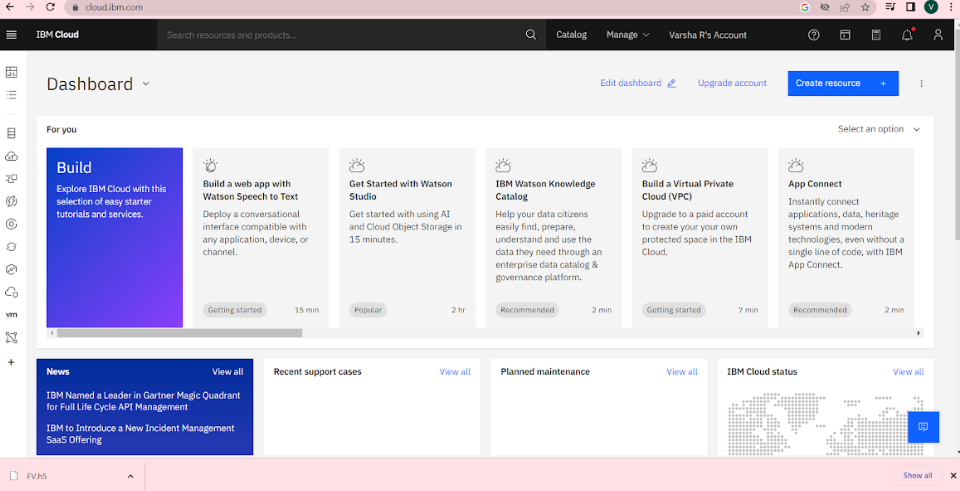 cloud.ibm.com
V
IBM Cloud
Search resources and products...
Catalog
Manage
Varsha R's Account
Dashboard
Edit dashboard
Upgrade account
Create resource +
For you
Select an option
Build
Explore IBM Cloud with this
selection of easy starter
tutorials and services.
Build a web app with
Watson Speech to Text
Deploy a conversational
interface compatible with
any application, device, or
channel.
Getting started
15 min
Get Started with Watson
Studio
Get started with using AI
and Cloud Object Storage in
15 minutes.
Popular
2 hr
IBM Watson Knowledge
Catalog
Help your data citizens
easily find, prepare,
understand and use the
data they need through an
enterprise data catalog &
governance platform.
Recommended
2 min
Build a Virtual Private
Cloud (VPC)
Upgrade to a paid account
to create your your own
protected space in the IBM
Cloud.
Getting started
7 min
App Connect
Instantly connect
applications, data, heritage
systems and modern
technologies, even without a
single line of code, with IBM
App Connect.
Recommended
2 min
vm
+
News
View all
IBM Named a Leader in Gartner Magic Quadrant
for Full Life Cycle API Management
IBM to Introduce a New Incident Management
SaaS Offering
Recent support cases
View all
Planned maintenance
View all
IBM Cloud status
View all
FV.h5
Show all